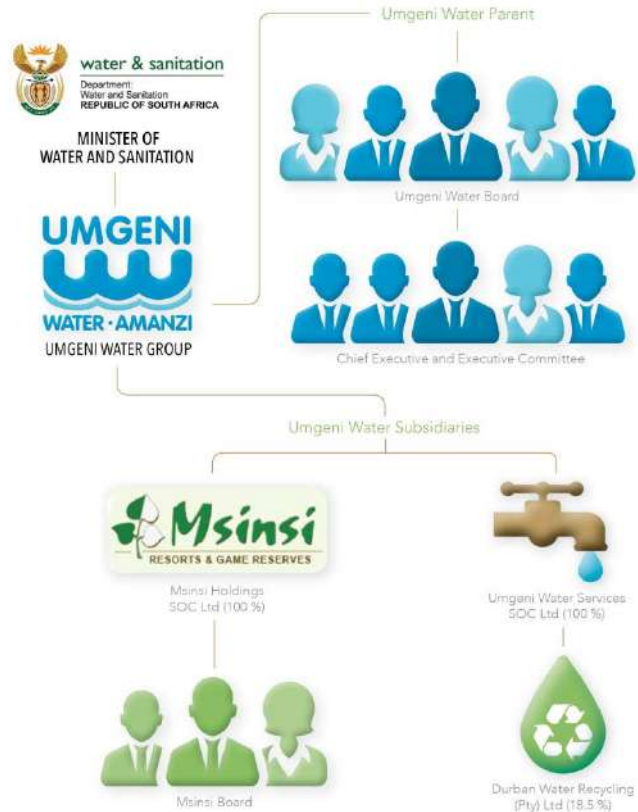 Umgeni Water Parent
water & sanitation
Department:
Water and Sanitation
REPUBLIC OF SOUTH AFRICA
MINISTER OF
WATER AND SANITATION
Umgeni Water Board
UMGENI
WATER · AMANZI
UMGENI WATER GROUP
Chief Executive and Executive Committee
Umgeni Water Subsidiaries
Msinsi
RESORTS & GAME RESERVES
Msinsi Holdings
SOC Ltd (100 %)
Umgeni Water Services
SOC Ltd (100 %)
Msinsi Board
Durban Water Recycling
(Pty) Ltd (18.5 %)